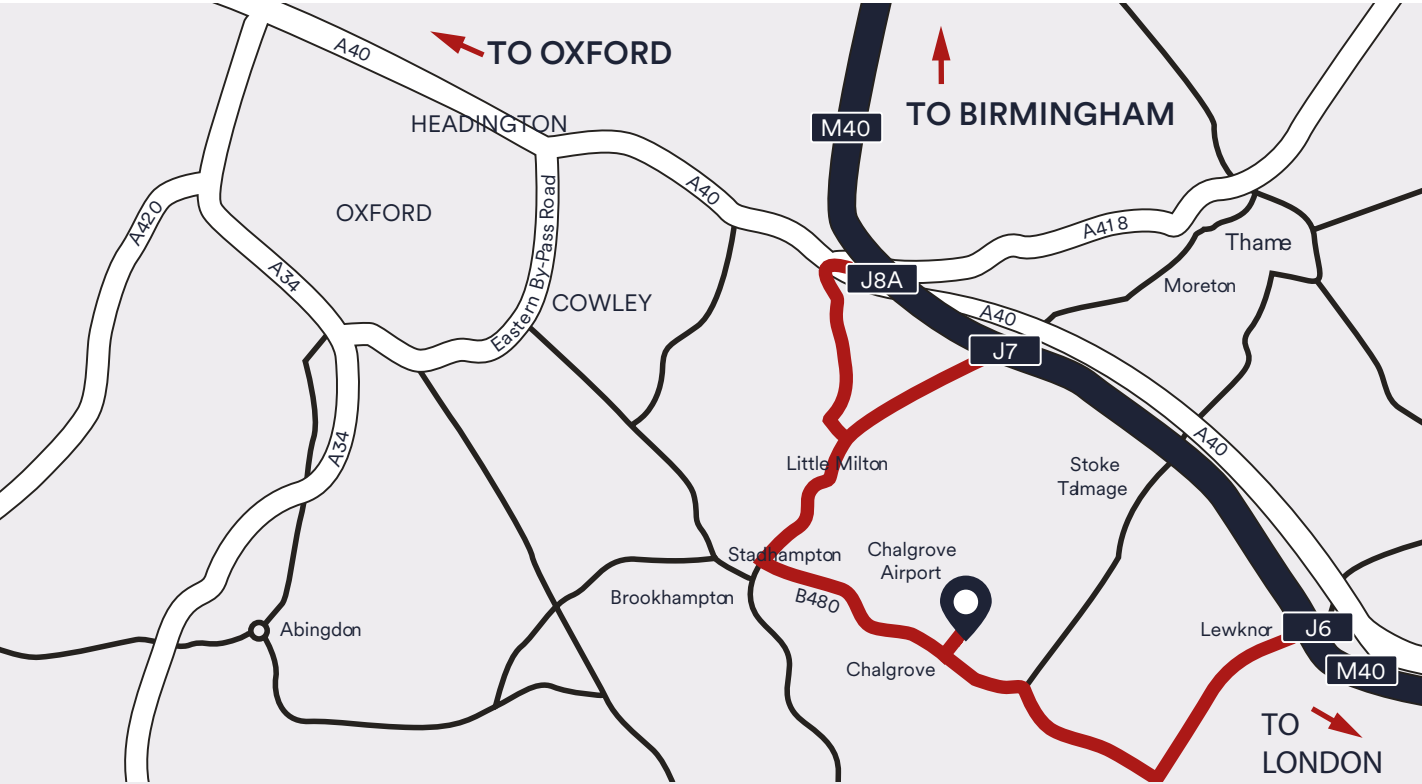 A40
TO OXFORD
TO BIRMINGHAM
HEADINGTON
M40
A40
Eastern By-Pass Road
OXFORD
A420
A418
Thame
A34
J8A
Moreton
COWLEY
A40
J7
A34
A40
Little Milton
Stoke
Talmage
Stadhampton
Chalgrove
Airport
Brookhampton
B480
Abingdon
Lewknor
J6
Chalgrove
M40
TO
LONDON